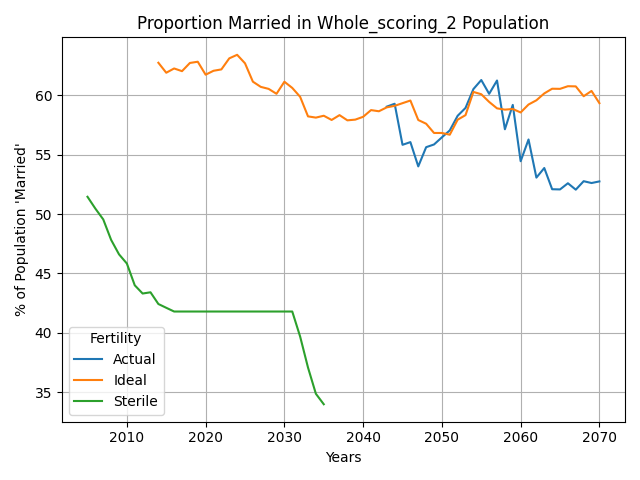 Proportion Married in Whole_scoring_2 Population
% of Population 'Married'
60
55
50
45
40
35
Fertility
Actual
Ideal
Sterile
2010 2020 2030 2040 2050 2060 2070
Years